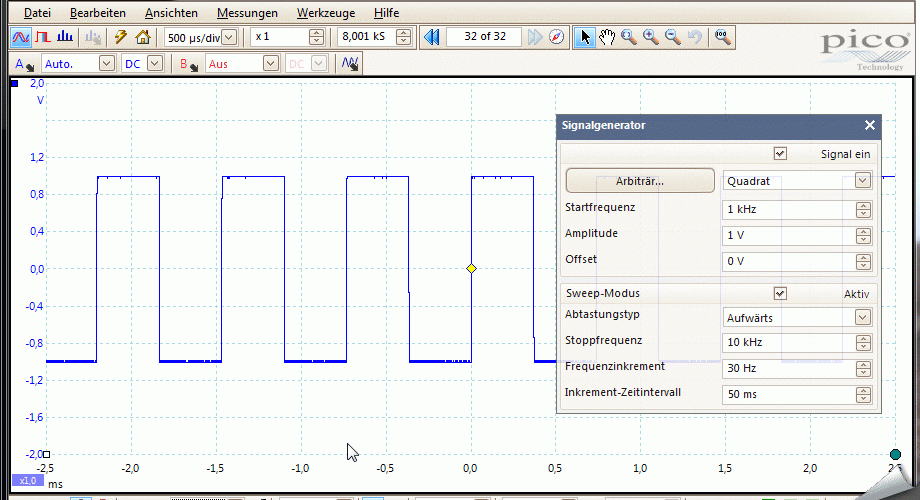 Datei Bearbeiten Ansichten Messungen Werkzeuge Hilfe
500 µs/div x 1 8,001 kS 32 of 32
pico
Technology
A Auto. DC B Aus DC
2,0
V
1,2
0,8
0,4
0,0
-0,4
-0,8
-1,2
-1,6
-2,0
Signalgenerator
Signal ein
Arbiträr... Quadrat
Startfrequenz 1 kHz
Amplitude 1 V
Offset 0 V
Sweep-Modus Aktiv
Abtastungstyp Aufwärts
Stoppfrequenz 10 kHz
Frequenzinkrement 30 Hz
Inkrement-Zeitintervall 50 ms
-2,5 -2,0 -1,5 -1,0 -0,5 0,0 0,5 1,0 1,5 2,0
x1,0 ms